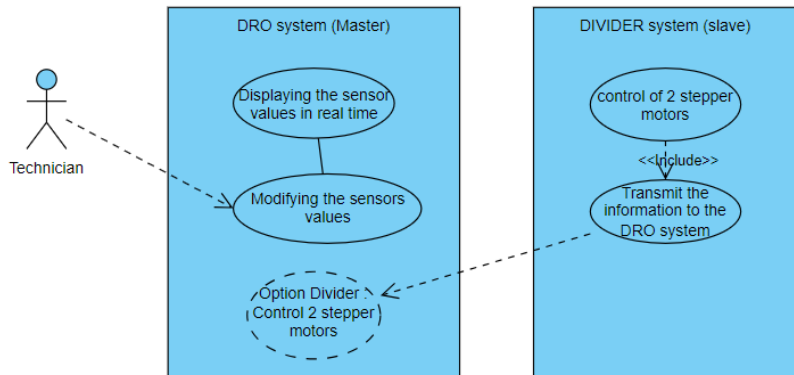 DRO system (Master)
DIVIDER system (slave)
Technician
Displaying the sensor
values in real time
Modifying the sensors
values
Option Divider :
Control 2 stepper
motors
control of 2 stepper
motors
<<Include>>
Transmit the
information to the
DRO system